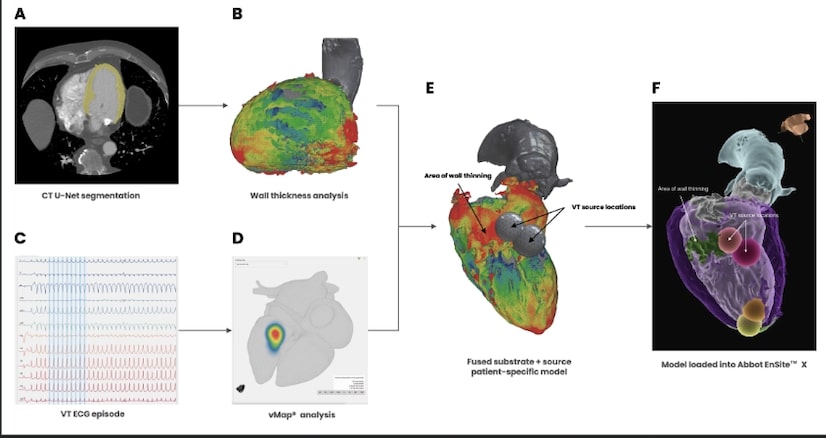 A
B
CT U-Net segmentation
Wall thickness analysis
C
D
VT ECG episode
vMap® analysis
E
Area of wall thinning
VT source locations
Fused substrate + source
patient-specific model
F
Area of wall thinning
VT source locations
Model loaded into Abbot EnSite™ X